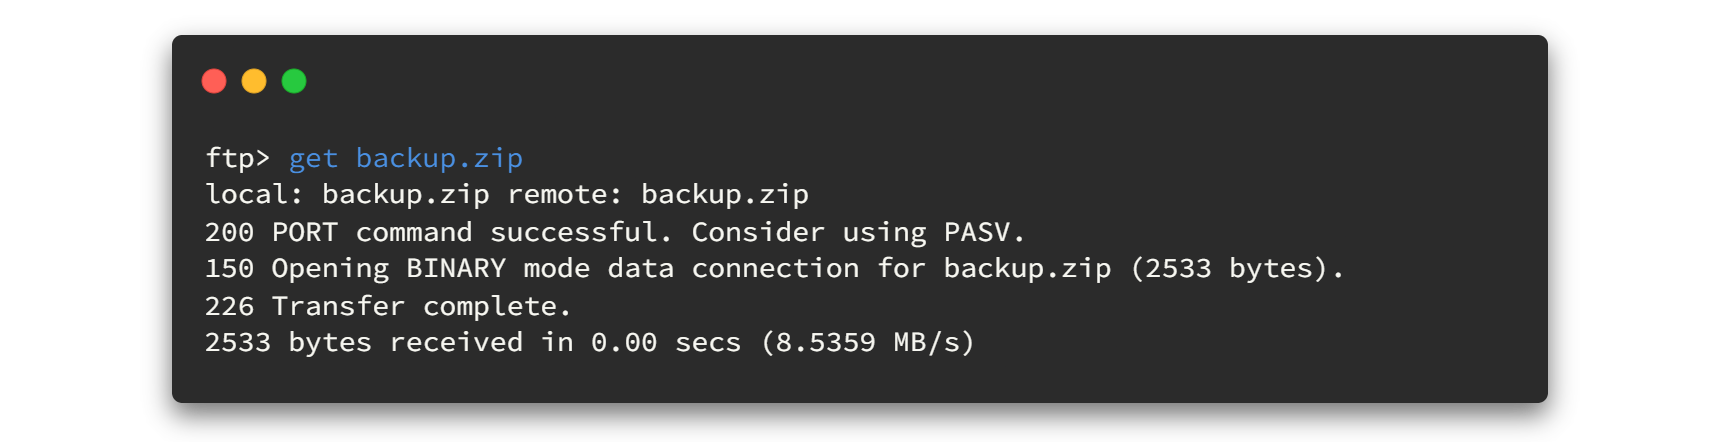 ftp> get backup.zip
local: backup.zip remote: backup.zip
200 PORT command successful. Consider using PASV.
150 Opening BINARY mode data connection for backup.zip (2533 bytes).
226 Transfer complete.
2533 bytes received in 0.00 secs (8.5359 MB/s)